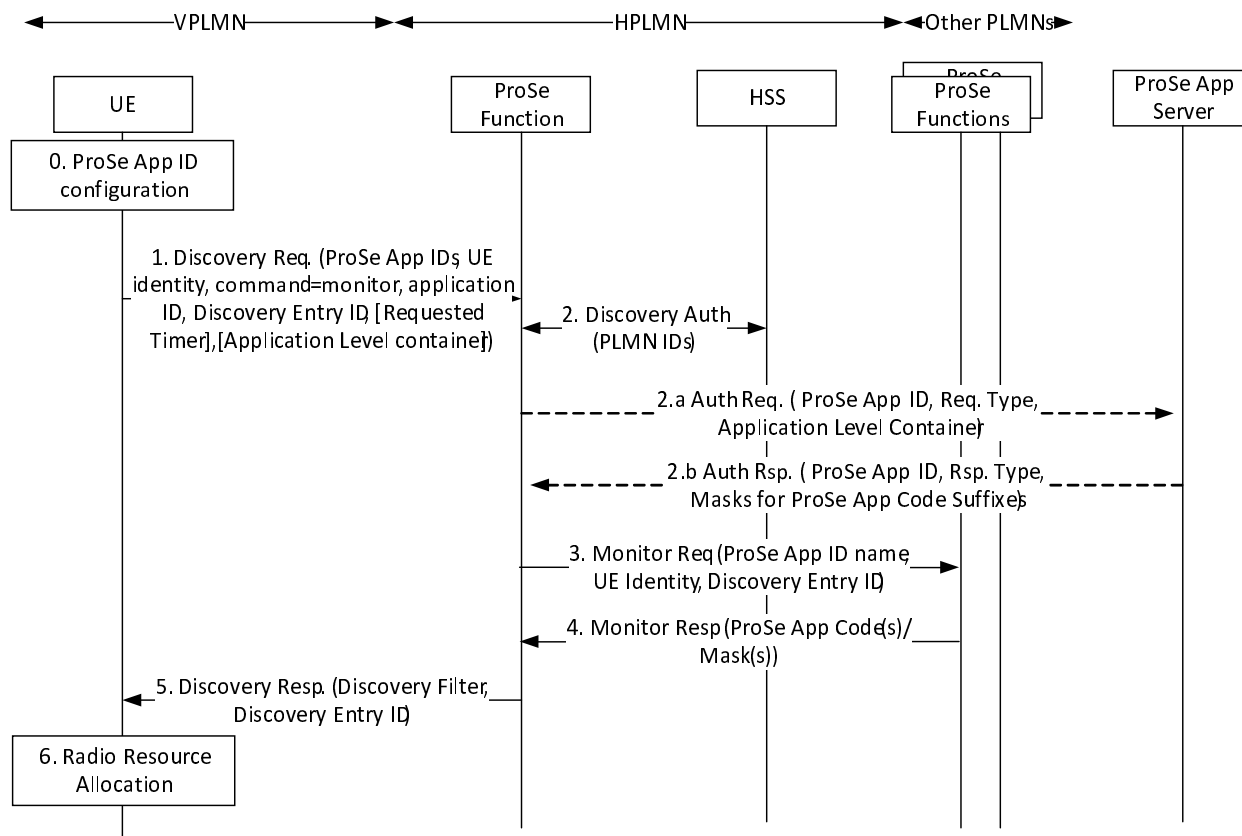 VPLMN
HPLMN
Other PLMNs
UE
ProSe
Function
HSS
ProSe
ProSe
Functions
ProSe App
Server
0. ProSe App ID
configuration
1. Discovery Req. (ProSe App IDs, UE
identity, command=monitor, application
ID, Discovery Entry ID, [Requested
Timer],[Application Level container])
2. Discovery Auth
(PLMN IDs)
2.a Auth Req. ( ProSe App ID, Req. Type,
Application Level Container)
2.b Auth Rsp. ( ProSe App ID, Rsp. Type,
Masks for ProSe App Code Suffixes)
3. Monitor Req (ProSe App ID name,
UE Identity, Discovery Entry ID)
4. Monitor Resp (ProSe App Code(s)/
Mask(s))
5. Discovery Resp. (Discovery Filter,
Discovery Entry ID)
6. Radio Resource
Allocation